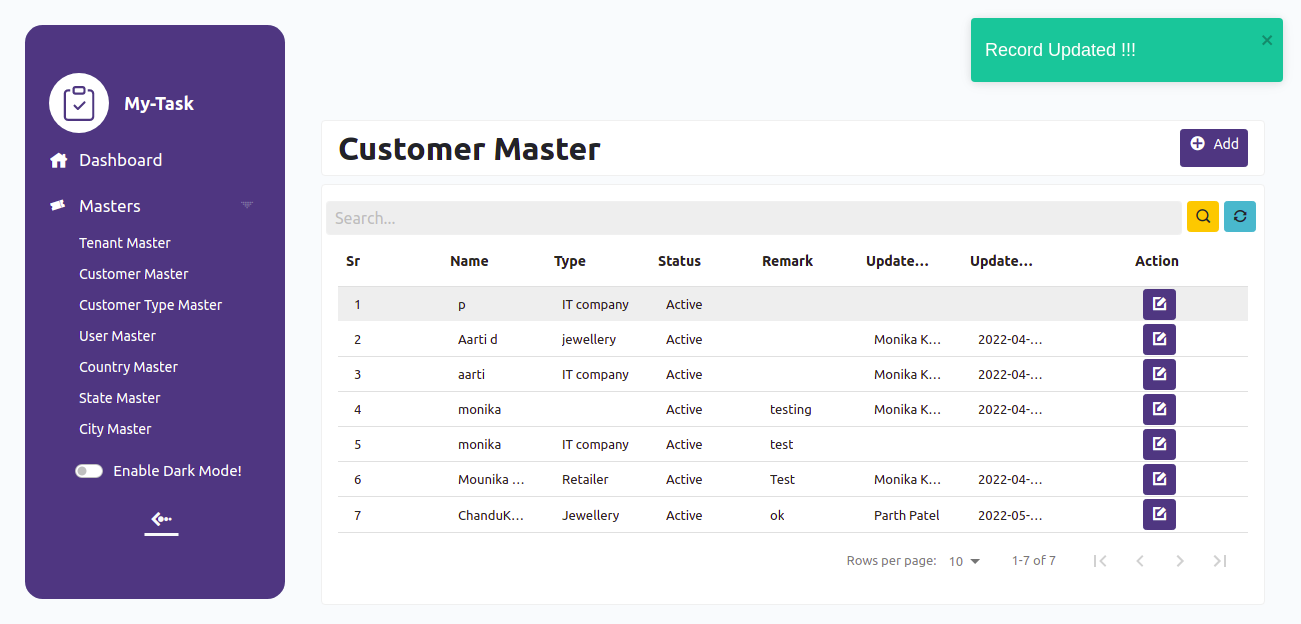 Record Updated !!!
×
My-Task
Dashboard
Masters
Tenant Master
Customer Master
Customer Type Master
User Master
Country Master
State Master
City Master
Enable Dark Mode!
Customer Master
Add
Search...
Sr Name Type Status Remark Update... Update... Action
1 p IT company Active
2 Aarti d jewellery Active Monika K... 2022-04-...
3 aarti IT company Active Monika K... 2022-04-...
4 monika Active testing Monika K... 2022-04-...
5 monika IT company Active test
6 Mounika ... Retailer Active Test Monika K... 2022-04-...
7 ChanduK... Jewellery Active ok Parth Patel 2022-05-...
Rows per page: 10 1-7 of 7